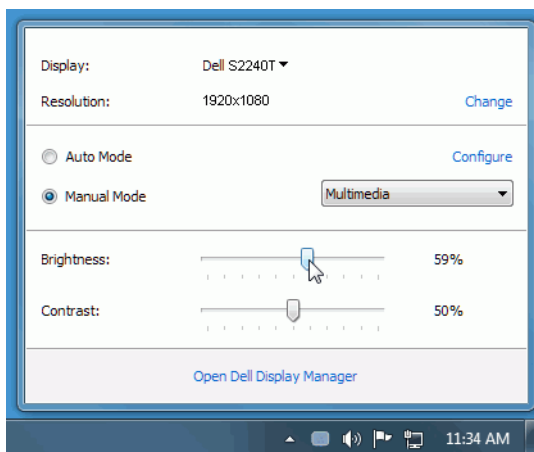 Display: Dell S2240T
Resolution: 1920x1080 Change
Auto Mode Configure
Manual Mode Multimedia
Brightness: 59%
Contrast: 50%
Open Dell Display Manager
11:34 AM